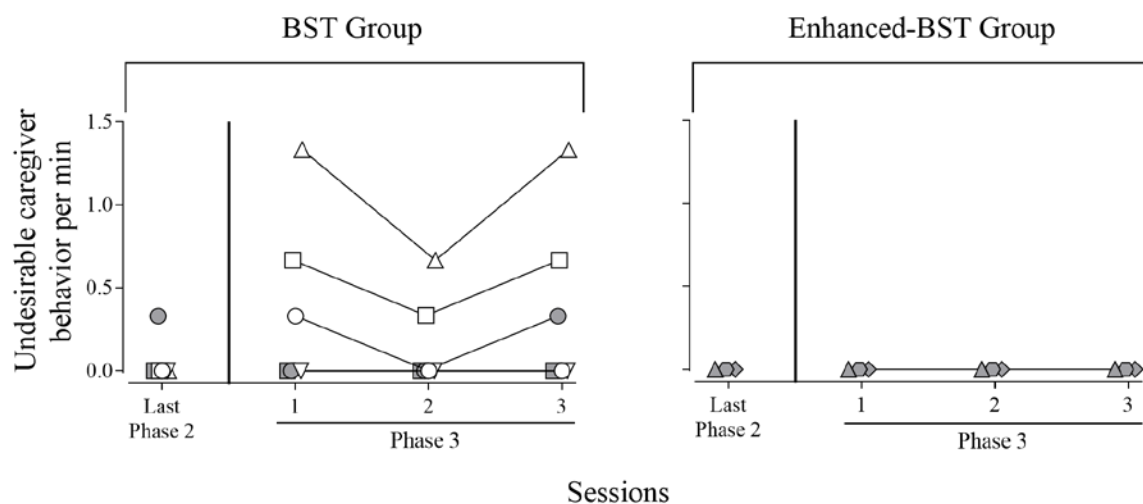 BST Group
Enhanced-BST Group
Undesirable caregiver
behavior per min
1.5
1.0
0.5
0.0
Last
Phase 2
1
2
3
Phase 3
Last
Phase 2
1
2
3
Phase 3
Sessions